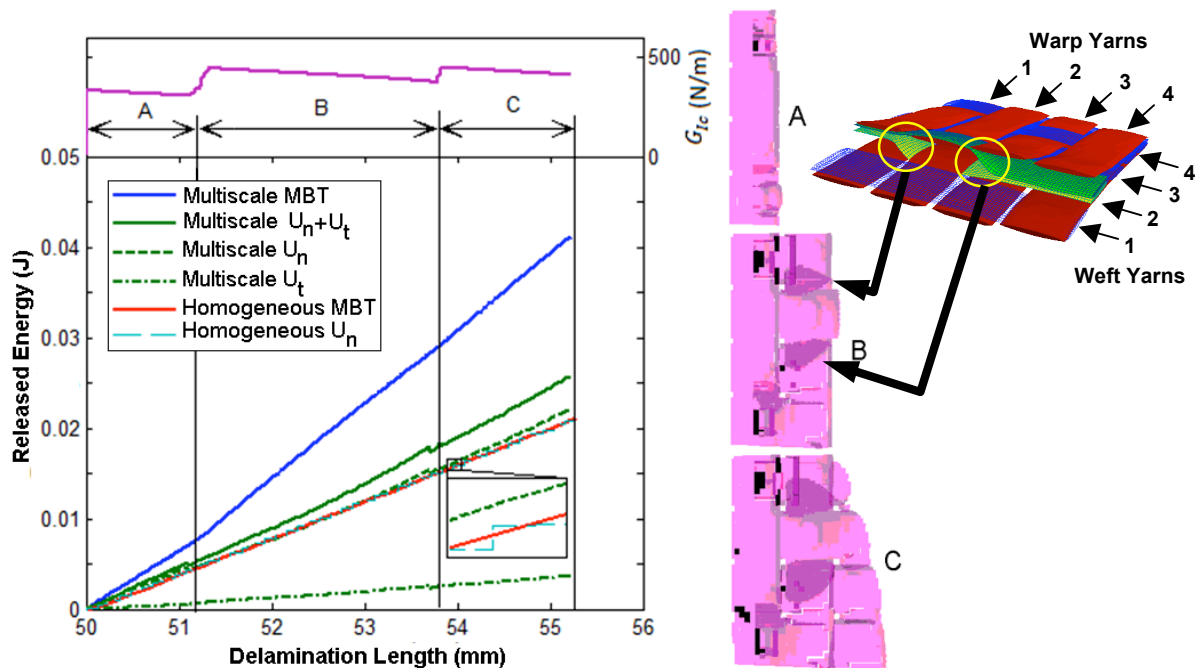 500
G_Ic (N/m)
0
A
B
C
0.05
0.04
0.03
0.02
0.01
0
Released Energy (J)
Multiscale MBT
Multiscale U_n+U_t
Multiscale U_n
Multiscale U_t
Homogeneous MBT
Homogeneous U_n
50
51
52
53
54
55
56
Delamination Length (mm)
A
B
C
Warp Yarns
1
2
3
4
4
3
2
1
Weft Yarns